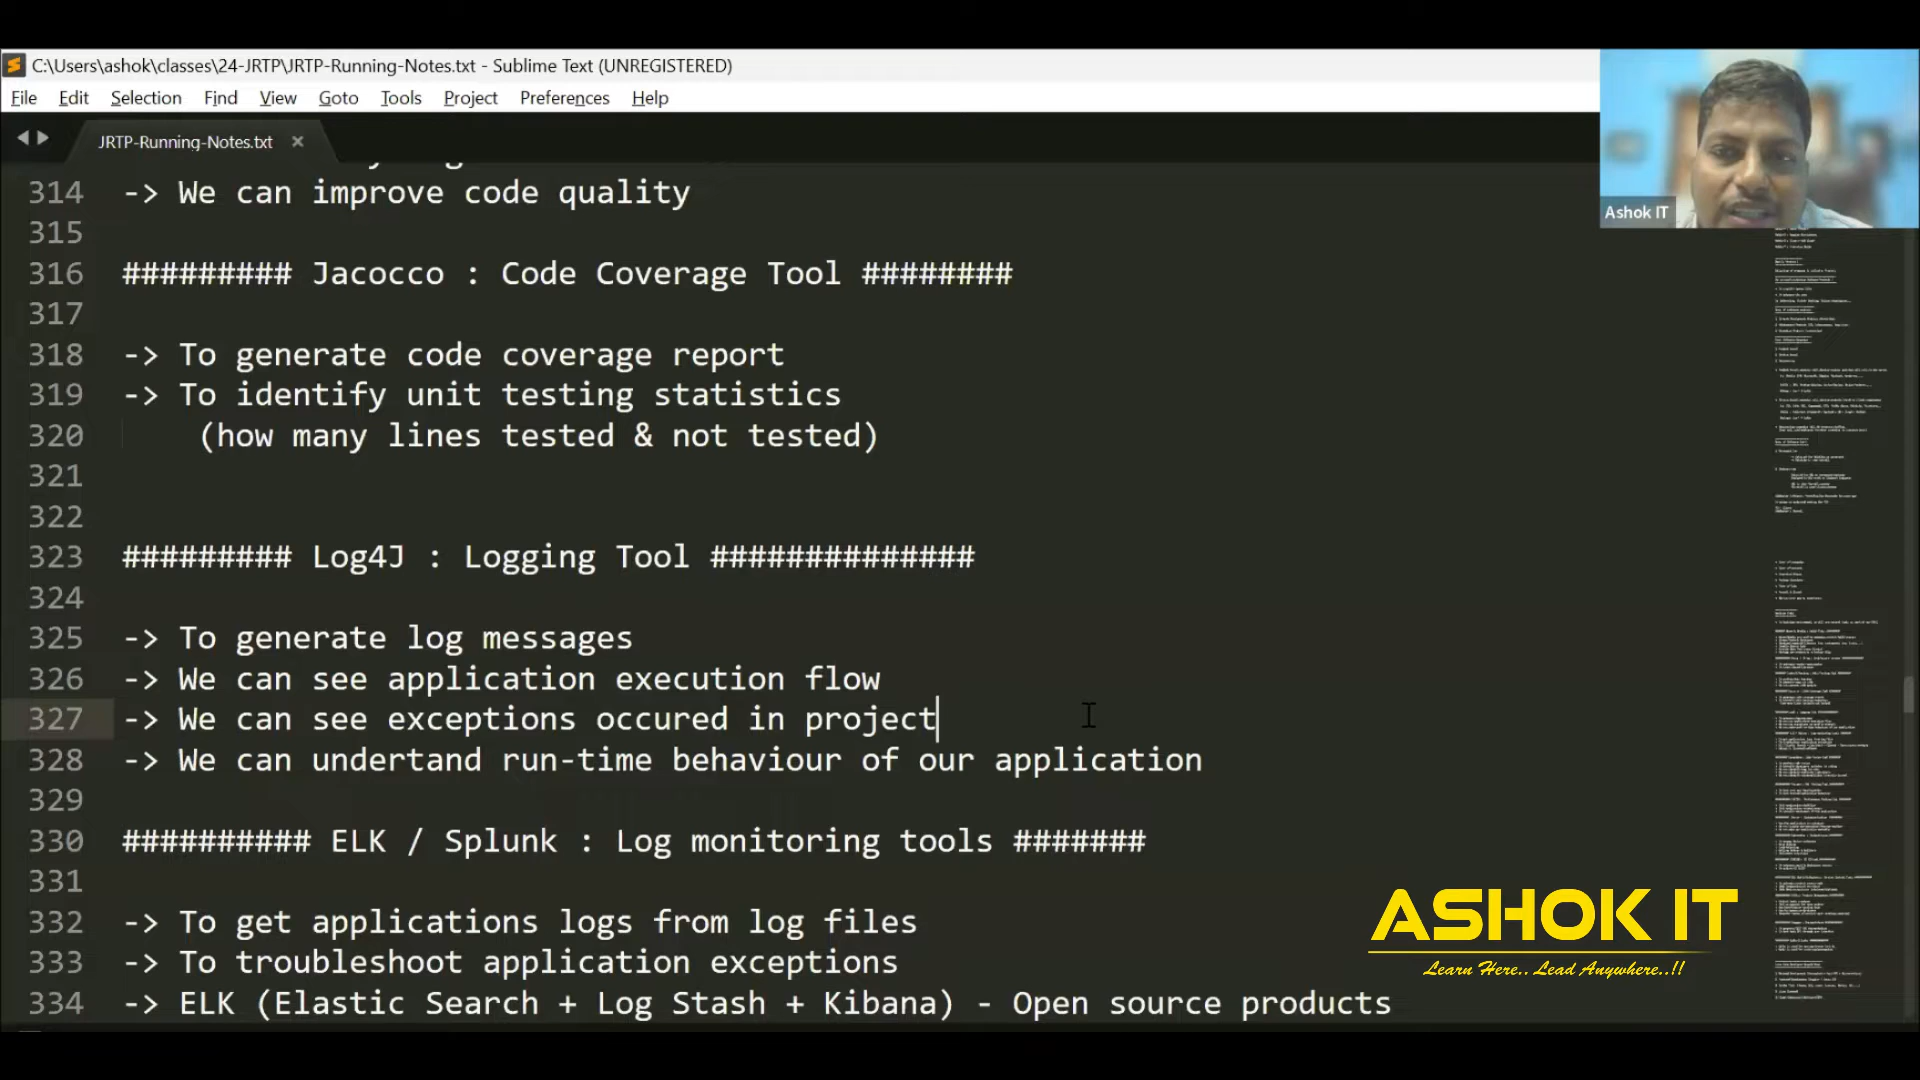 C:\Users\ashok\classes\24-JRTP\JRTP-Running-Notes.txt - Sublime Text (UNREGISTERED)
File Edit Selection Find View Goto Tools Project Preferences Help
JRTP-Running-Notes.txt ×
Ashok IT
314 -> We can improve code quality
315
316 ######### Jacocco : Code Coverage Tool ########
317
318 -> To generate code coverage report
319 -> To identify unit testing statistics
320 (how many lines tested & not tested)
321
322
323 ######### Log4J : Logging Tool ##############
324
325 -> To generate log messages
326 -> We can see application execution flow
327 -> We can see exceptions occured in project
328 -> We can undertand run-time behaviour of our application
329
330 ########## ELK / Splunk : Log monitoring tools #######
331
332 -> To get applications logs from log files
333 -> To troubleshoot application exceptions
334 -> ELK (Elastic Search + Log Stash + Kibana) - Open source products
ASHOK IT
Learn Here.. Lead Anywhere..!!